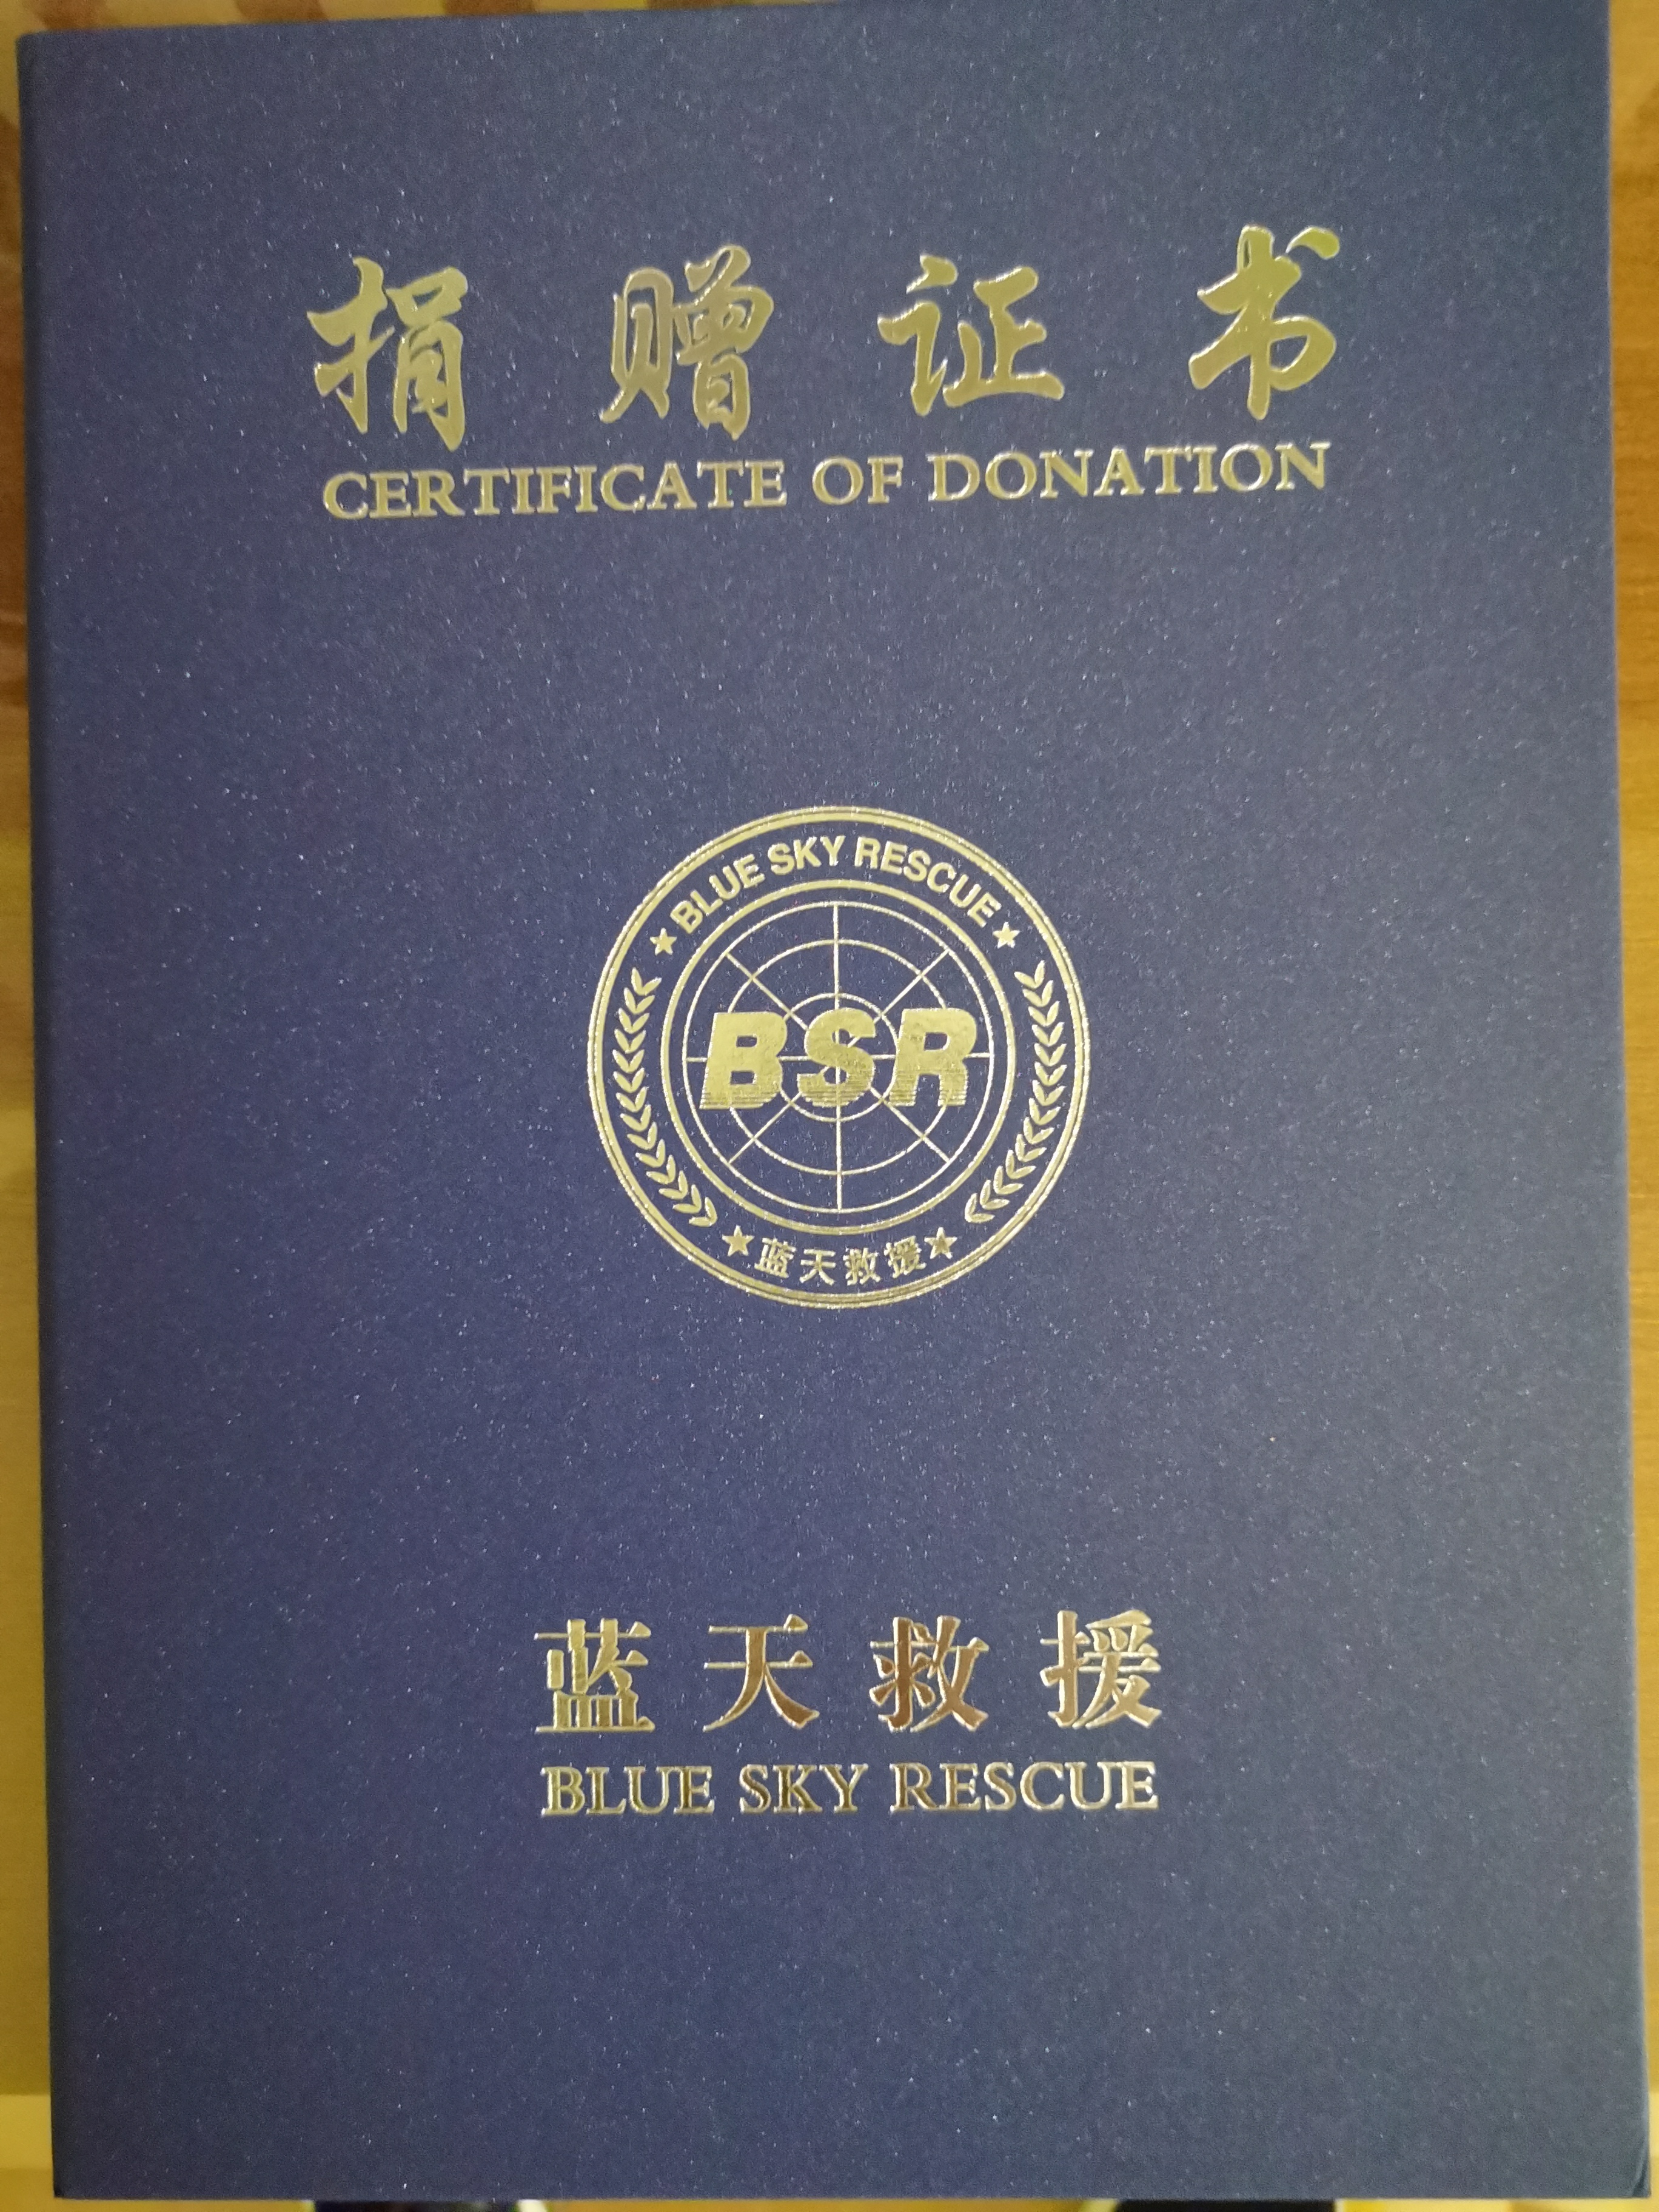 捐赠证书
CERTIFICATE OF DONATION
BLUE SKY RESCUE
BSR
蓝天救援
蓝天救援
BLUE SKY RESCUE